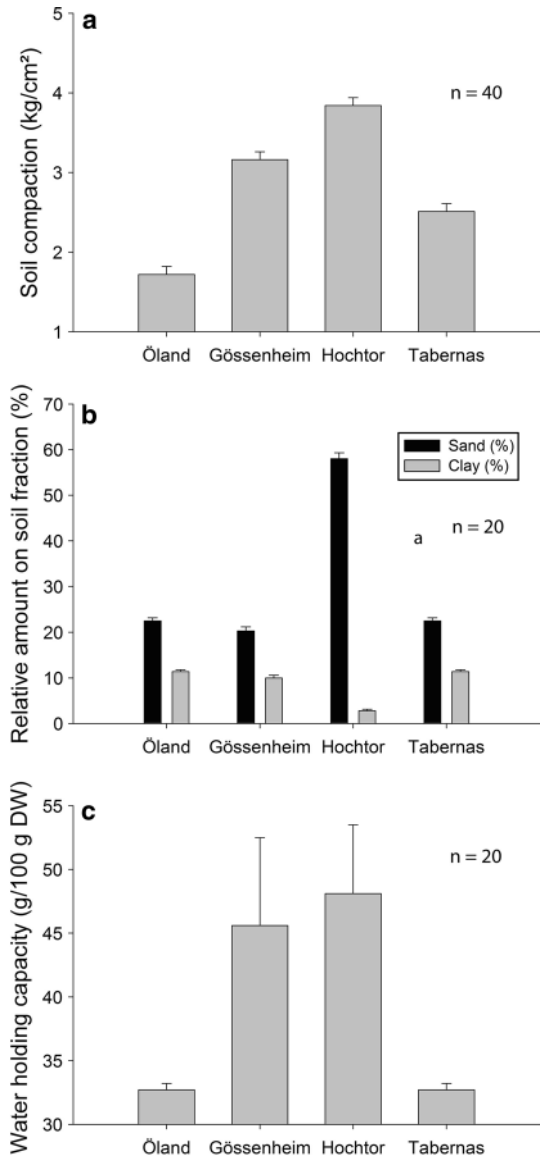 a
Soil compaction (kg/cm²)
5
4
3
2
1
n = 40
Öland Gössenheim Hochtor Tabernas
b
Relative amount on soil fraction (%)
70
60
50
40
30
20
10
0
Sand (%)
Clay (%)
a n = 20
Öland Gössenheim Hochtor Tabernas
c
Water holding capacity (g/100 g DW)
55
50
45
40
35
30
n = 20
Öland Gössenheim Hochtor Tabernas